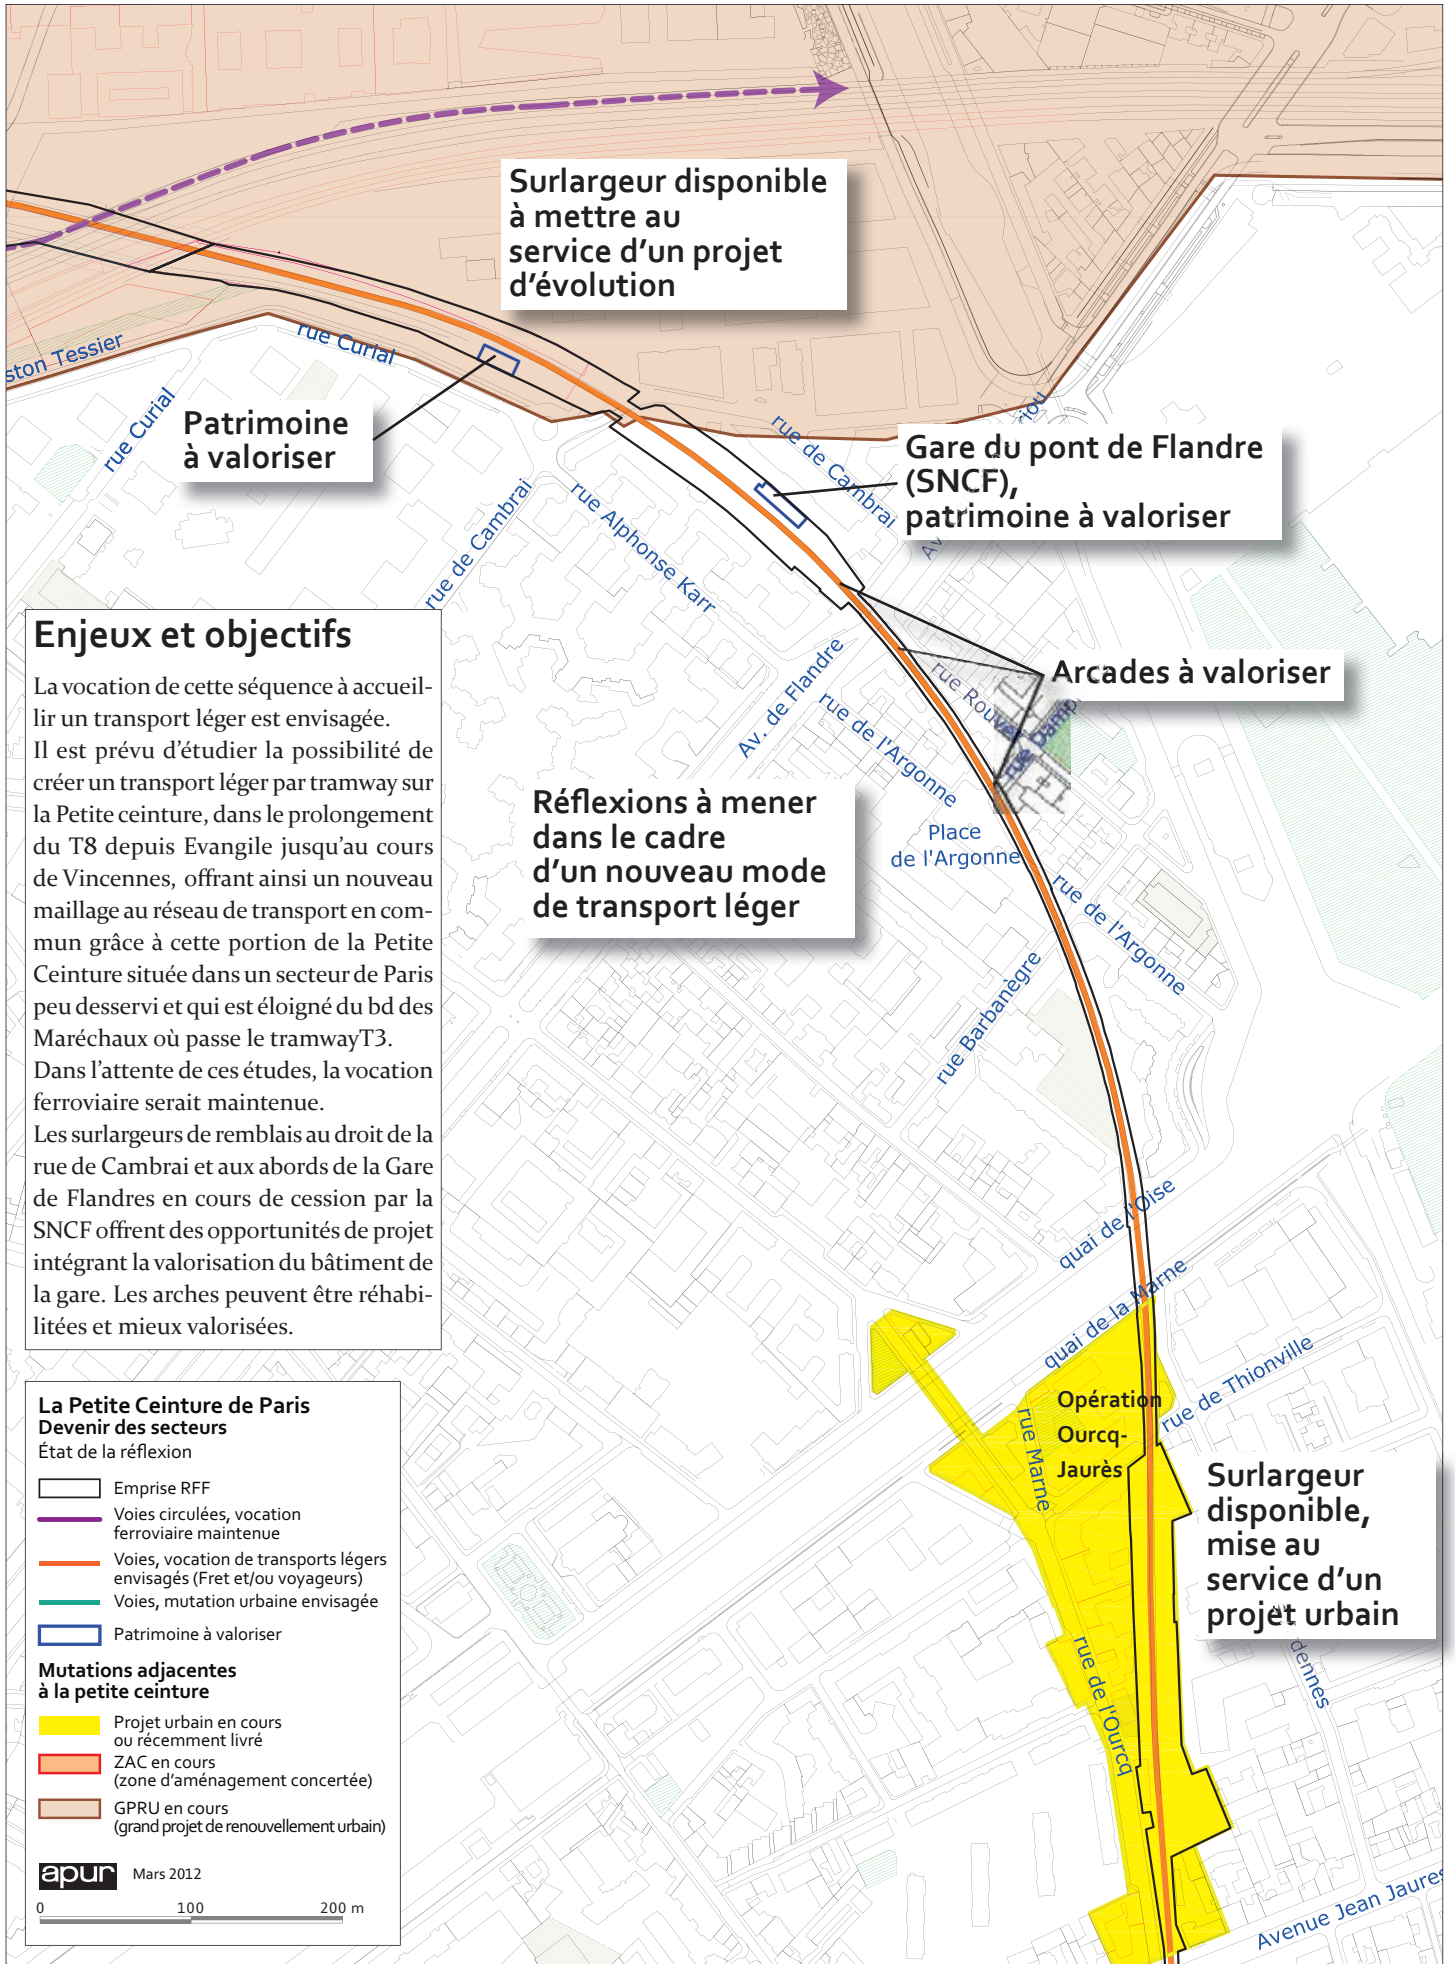 Surlargeur disponible
à mettre au
service d'un projet
d'évolution
ston Tessier
rue Curial
rue Curial
Patrimoine
à valoriser
rue de Cambrai
Gare du pont de Flandre
(SNCF),
patrimoine à valoriser
rue de Cambrai
rue Alphonse Karr
Av
riou
Enjeux et objectifs
La vocation de cette séquence à accueil-
lir un transport léger est envisagée.
Il est prévu d'étudier la possibilité de
créer un transport léger par tramway sur
la Petite ceinture, dans le prolongement
du T8 depuis Evangile jusqu'au cours
de Vincennes, offrant ainsi un nouveau
maillage au réseau de transport en com-
mun grâce à cette portion de la Petite
Ceinture située dans un secteur de Paris
peu desservi et qui est éloigné du bd des
Maréchaux où passe le tramwayT3.
Dans l'attente de ces études, la vocation
ferroviaire serait maintenue.
Les surlargeurs de remblais au droit de la
rue de Cambrai et aux abords de la Gare
de Flandres en cours de cession par la
SNCF offrent des opportunités de projet
intégrant la valorisation du bâtiment de
la gare. Les arches peuvent être réhabi-
litées et mieux valorisées.
Av. de Flandre
Arcades à valoriser
rue Rouvet
rue de l'Argonne
Réflexions à mener
dans le cadre
d'un nouveau mode
de transport léger
Place
de l'Argonne
rue de l'Argonne
rue Barbanègre
quai de l'Oise
quai de la Marne
rue de Thionville
Opération
Ourcq-
Jaurès
rue Marne
Surlargeur
disponible,
mise au
service d'un
projet urbain
dennes
rue de l'Ourcq
Avenue Jean Jaures
La Petite Ceinture de Paris
Devenir des secteurs
État de la réflexion
Emprise RFF
Voies circulées, vocation
ferroviaire maintenue
Voies, vocation de transports légers
envisagés (Fret et/ou voyageurs)
Voies, mutation urbaine envisagée
Patrimoine à valoriser
Mutations adjacentes
à la petite ceinture
Projet urbain en cours
ou récemment livré
ZAC en cours
(zone d'aménagement concertée)
GPRU en cours
(grand projet de renouvellement urbain)
apur Mars 2012
0 100 200 m